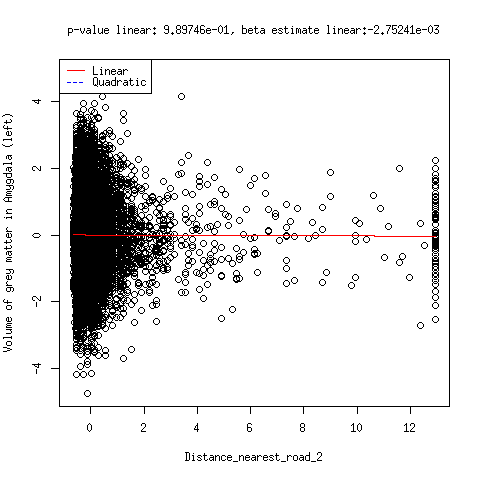 p-value linear: 9.89746e-01, beta estimate linear:-2.75241e-03
Linear
Quadratic
Volume of grey matter in Amygdala (left)
4
2
0
-2
-4
0 2 4 6 8 10 12
Distance_nearest_road_2